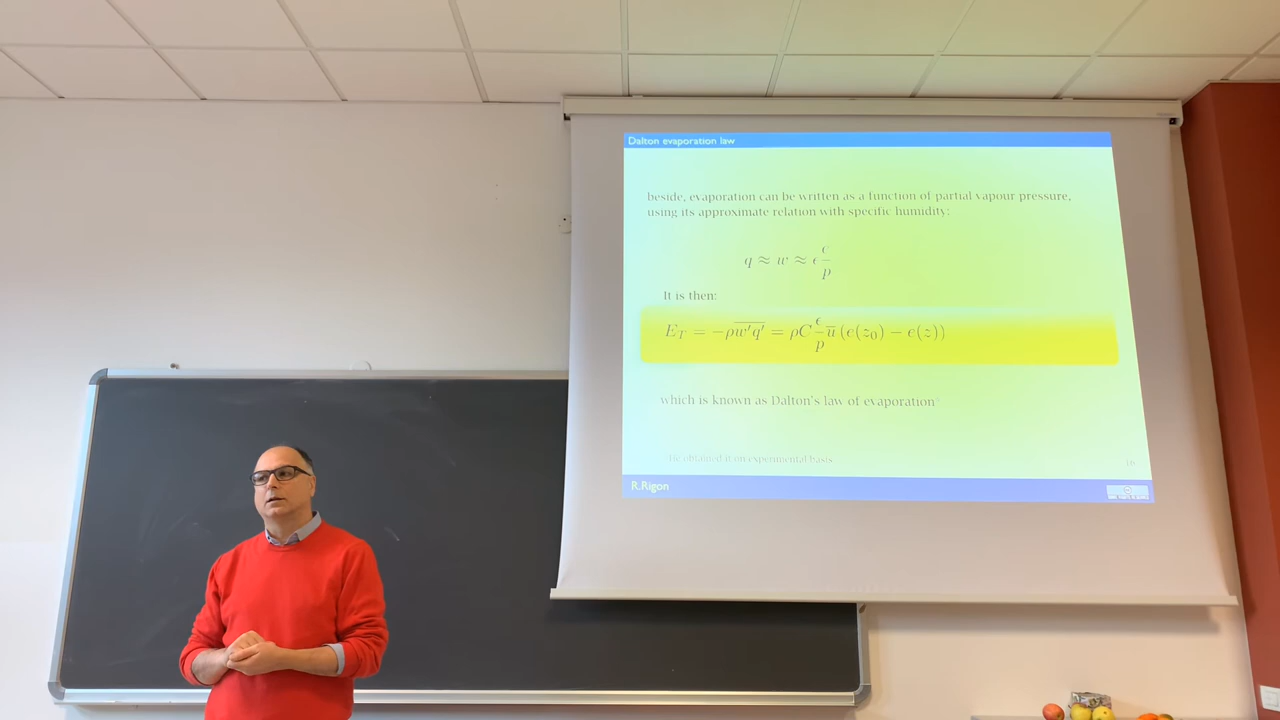 Dalton evaporation law
beside, evaporation can be written as a function of partial vapour pressure,
using its approximate relation with specific humidity:
q ≈ w ≈ ϵ e/p
It is then:
E_T = −ρ\overline{w'q'} = ρC ϵ/p \overline{u} (e(z₀) − e(z))
which is known as Dalton's law of evaporation*
*He obtained it on experimental basis
16
R.Rigon